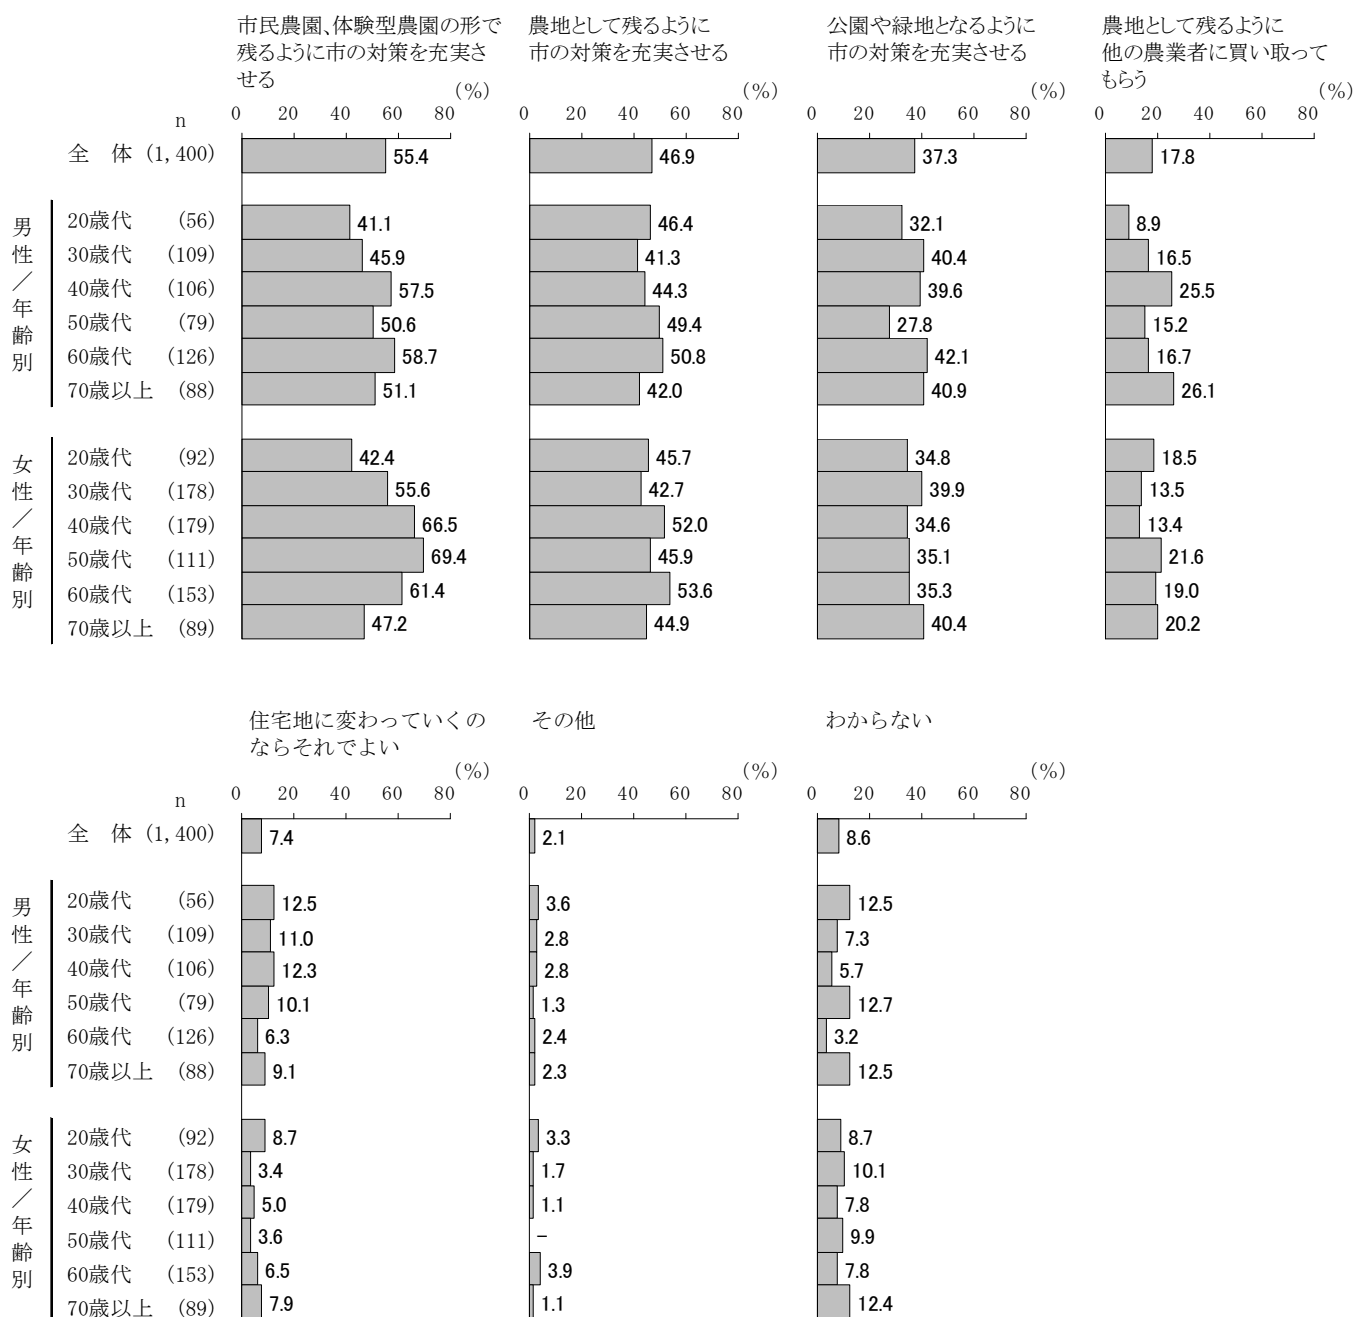 市民農園、体験型農園の形で
残るように市の対策を充実さ
せる
農地として残るように
市の対策を充実させる
公園や緑地となるように
市の対策を充実させる
農地として残るように
他の農業者に買い取って
もらう
(%) (%) (%) (%)
n 0 20 40 60 80 0 20 40 60 80 0 20 40 60 80 0 20 40 60 80
全 体 (1,400) 55.4 46.9 37.3 17.8
男性/年齢別
20歳代 (56) 41.1 46.4 32.1 8.9
30歳代 (109) 45.9 41.3 40.4 16.5
40歳代 (106) 57.5 44.3 39.6 25.5
50歳代 (79) 50.6 49.4 27.8 15.2
60歳代 (126) 58.7 50.8 42.1 16.7
70歳以上 (88) 51.1 42.0 40.9 26.1
女性/年齢別
20歳代 (92) 42.4 45.7 34.8 18.5
30歳代 (178) 55.6 42.7 39.9 13.5
40歳代 (179) 66.5 52.0 34.6 13.4
50歳代 (111) 69.4 45.9 35.1 21.6
60歳代 (153) 61.4 53.6 35.3 19.0
70歳以上 (89) 47.2 44.9 40.4 20.2
住宅地に変わっていくの
ならそれでよい
その他
わからない
(%) (%) (%)
n 0 20 40 60 80 0 20 40 60 80 0 20 40 60 80
全 体 (1,400) 7.4 2.1 8.6
男性/年齢別
20歳代 (56) 12.5 3.6 12.5
30歳代 (109) 11.0 2.8 7.3
40歳代 (106) 12.3 2.8 5.7
50歳代 (79) 10.1 1.3 12.7
60歳代 (126) 6.3 2.4 3.2
70歳以上 (88) 9.1 2.3 12.5
女性/年齢別
20歳代 (92) 8.7 3.3 8.7
30歳代 (178) 3.4 1.7 10.1
40歳代 (179) 5.0 1.1 7.8
50歳代 (111) 3.6 - 9.9
60歳代 (153) 6.5 3.9 7.8
70歳以上 (89) 7.9 1.1 12.4